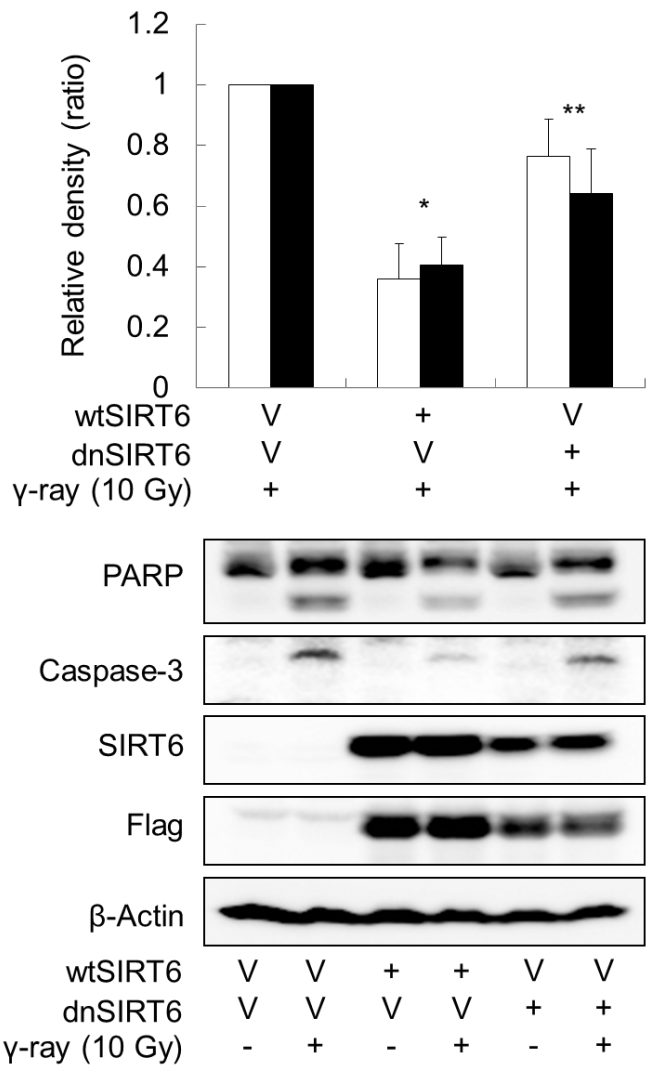 Relative density (ratio)
1.2
1
0.8
0.6
0.4
0.2
0
*
**
wtSIRT6 V + V
dnSIRT6 V V +
γ-ray (10 Gy) + + +
PARP
Caspase-3
SIRT6
Flag
β-Actin
wtSIRT6 V V + + V V
dnSIRT6 V V V V + +
γ-ray (10 Gy) - + - + - +